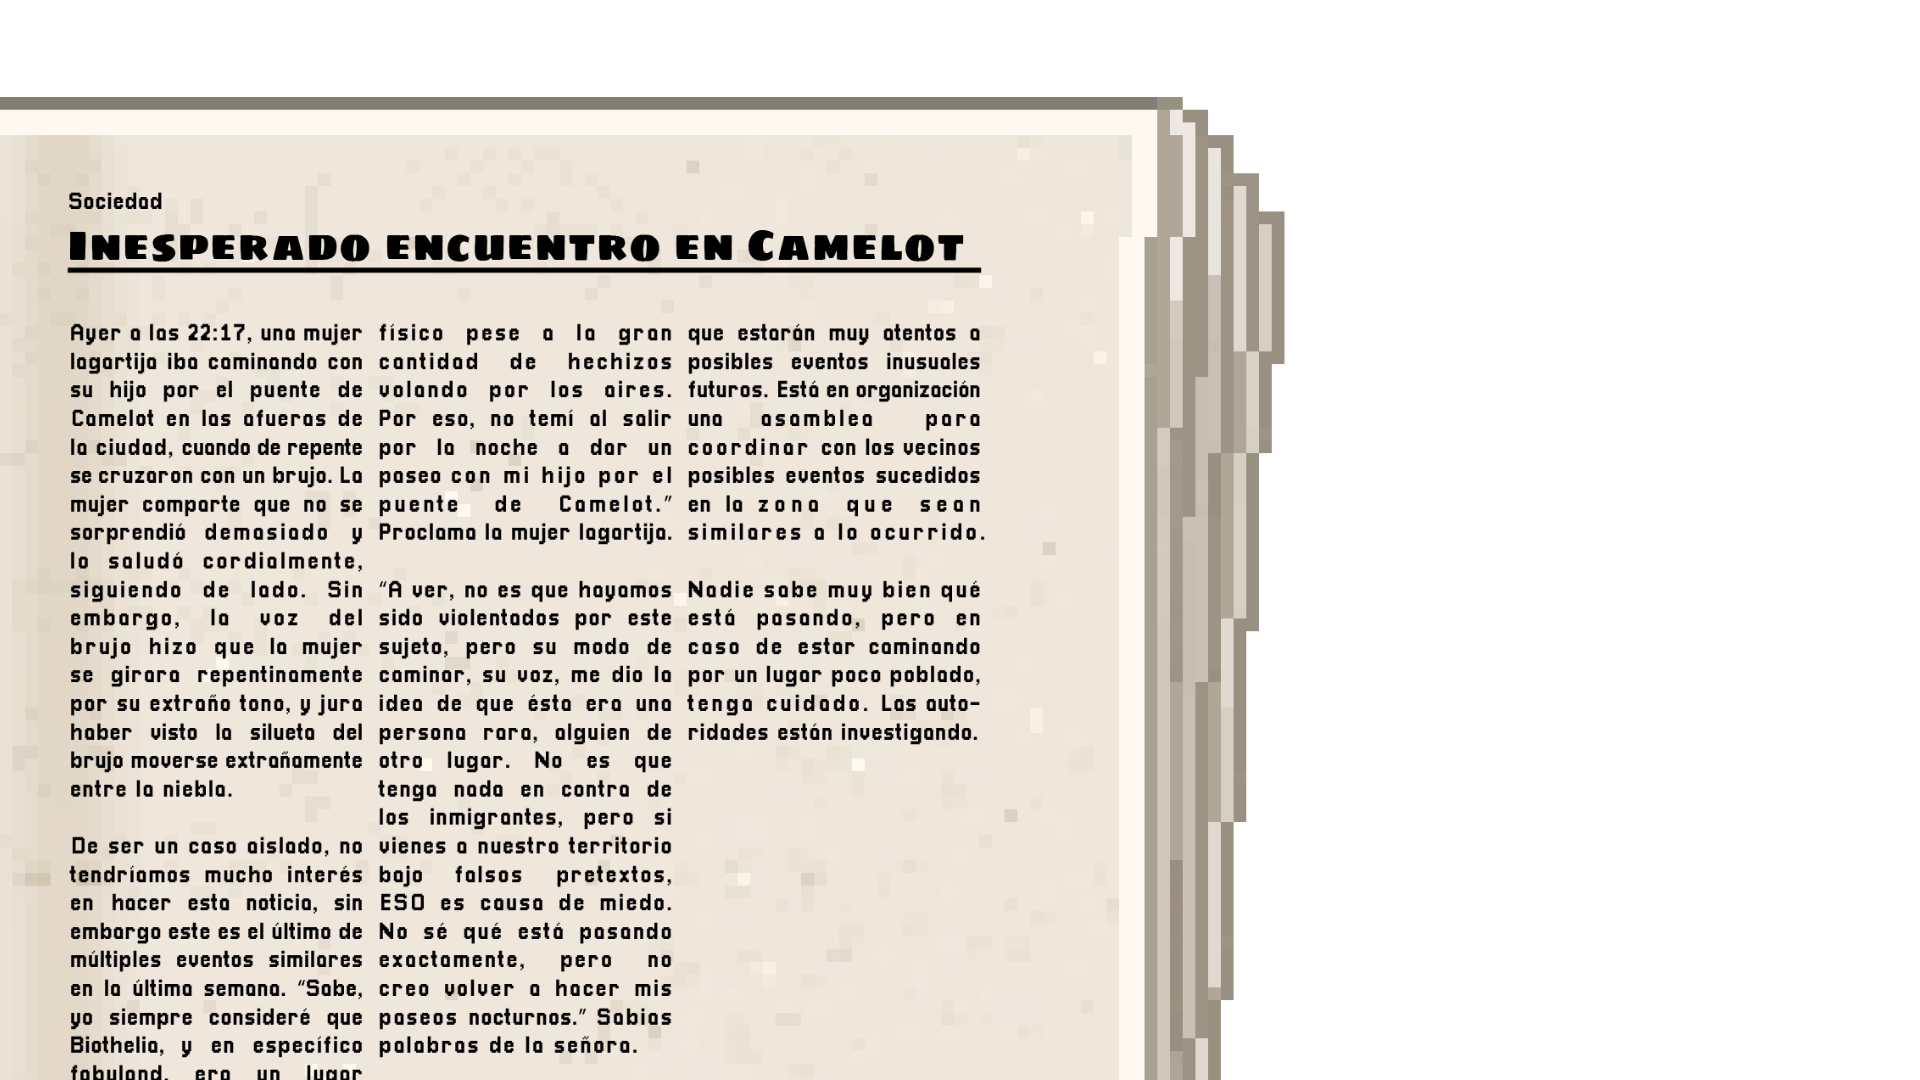 Sociedad
Inesperado encuentro en Camelot
Ayer a las 22:17, una mujer
lagartija iba caminando con
su hijo por el puente de
Camelot en las afueras de
la ciudad, cuando de repente
se cruzaron con un brujo. La
mujer comparte que no se
sorprendió demasiado y
lo saludó cordialmente,
siguiendo de lado. Sin
embargo, la voz del
brujo hizo que la mujer
se girara repentinamente
por su extraño tono, y jura
haber visto la silueta del
brujo moverse extrañamente
entre la niebla.
De ser un caso aislado, no
tendríamos mucho interés
en hacer esta noticia, sin
embargo este es el último de
múltiples eventos similares
en la última semana. "Sabe,
yo siempre consideré que
Biothelia, y en específico
fabuland, era un lugar
físico pese a la gran
cantidad de hechizos
volando por los aires.
Por eso, no temí al salir
por la noche a dar un
paseo con mi hijo por el
puente de Camelot."
Proclama la mujer lagartija.
"A ver, no es que hayamos
sido violentados por este
sujeto, pero su modo de
caminar, su voz, me dio la
idea de que ésta era una
persona rara, alguien de
otro lugar. No es que
tenga nada en contra de
los inmigrantes, pero si
vienes a nuestro territorio
bajo falsos pretextos,
ESO es causa de miedo.
No sé qué está pasando
exactamente, pero no
creo volver a hacer mis
paseos nocturnos." Sabias
palabras de la señora.
que estarán muy atentos a
posibles eventos inusuales
futuros. Está en organización
una asamblea para
coordinar con los vecinos
posibles eventos sucedidos
en la zona que sean
similares a lo ocurrido.
Nadie sabe muy bien qué
está pasando, pero en
caso de estar caminando
por un lugar poco poblado,
tenga cuidado. Las auto-
ridades están investigando.